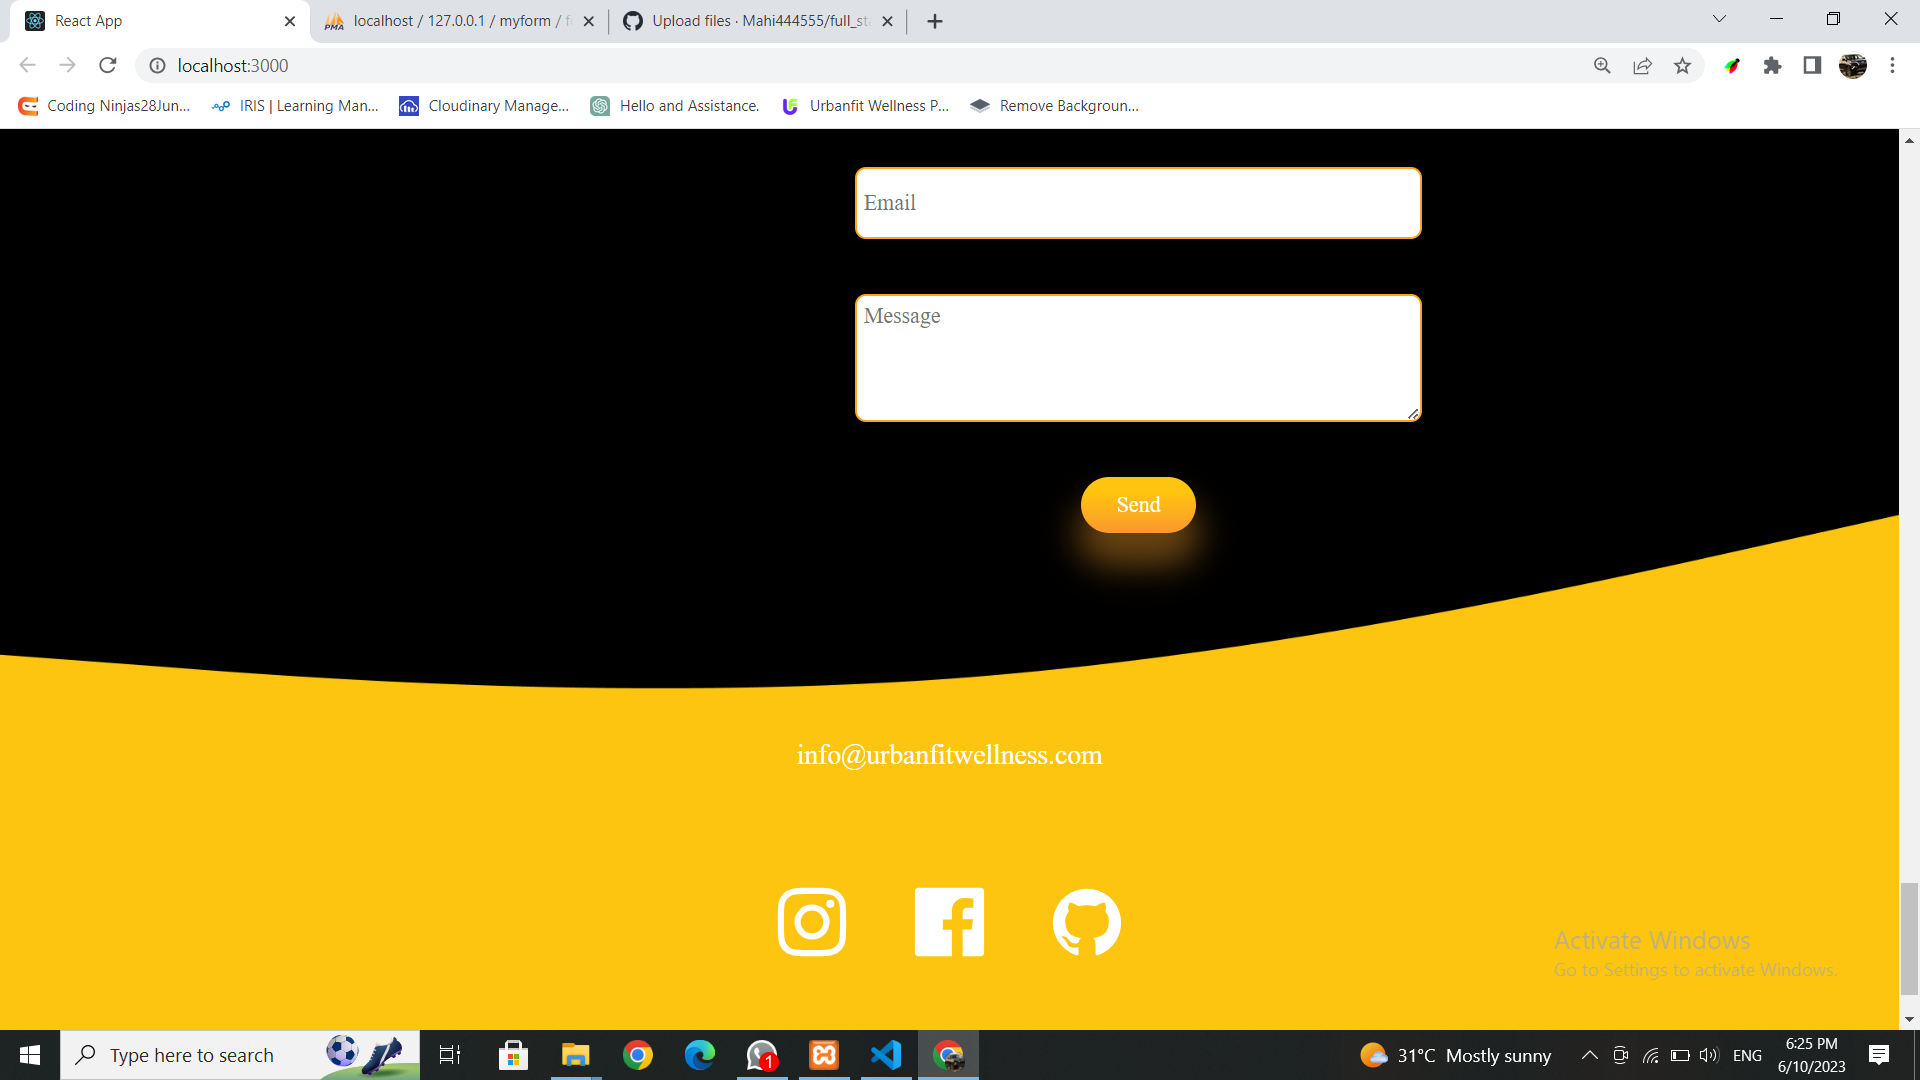 React App
localhost / 127.0.0.1 / myform / f
Upload files · Mahi444555/full_st
localhost:3000
Coding Ninjas28Jun...
IRIS | Learning Man...
Cloudinary Manage...
Hello and Assistance.
Urbanfit Wellness P...
Remove Backgroun...
Email
Message
Send
info@urbanfitwellness.com
Activate Windows
Go to Settings to activate Windows.
Type here to search
1
31°C Mostly sunny
ENG
6:25 PM
6/10/2023